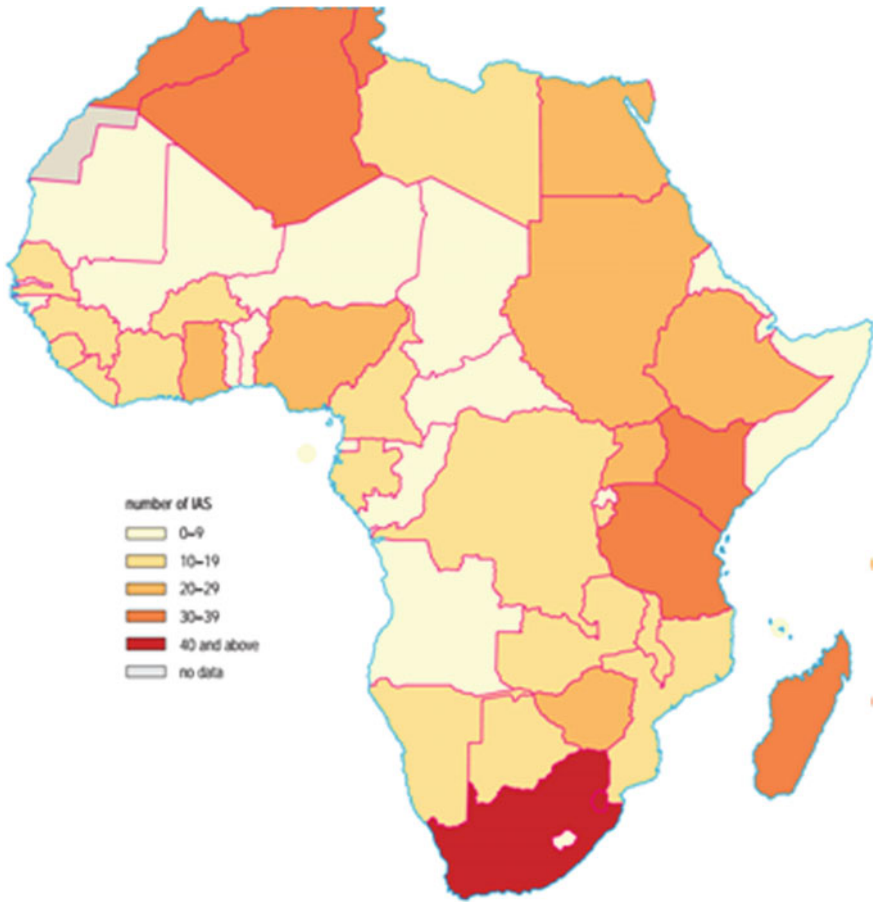 number of IAS
0–9
10–19
20–29
30–39
40 and above
no data